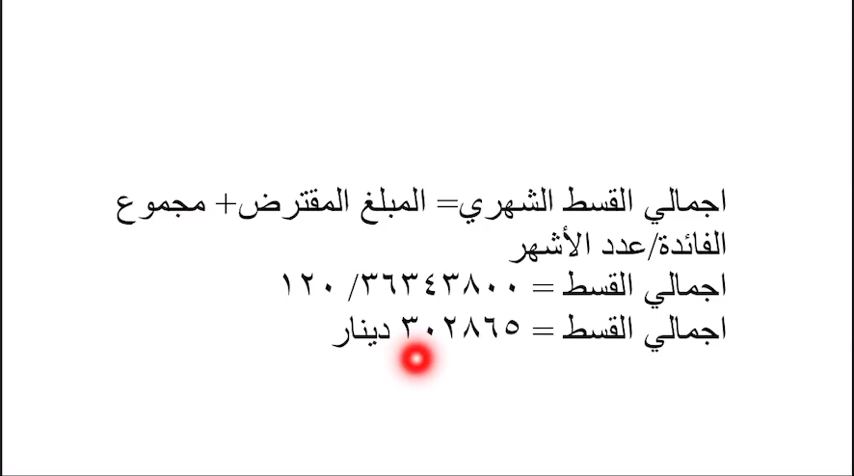 اجمالي القسط الشهري= المبلغ المقترض+ مجموع
الفائدة/عدد الأشهر
اجمالي القسط = ٣٦٣٤٣٨٠٠/ ١٢٠
اجمالي القسط = ٣٠٢٨٦٥ دينار